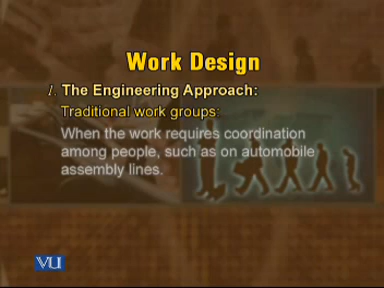 Work Design
1. The Engineering Approach:
Traditional work groups:
When the work requires coordination
among people, such as on automobile
assembly lines.
VU